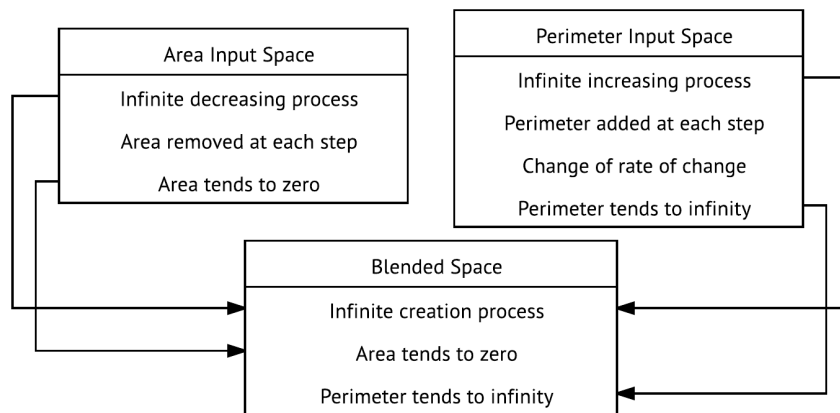 Area Input Space
Infinite decreasing process
Area removed at each step
Area tends to zero
Perimeter Input Space
Infinite increasing process
Perimeter added at each step
Change of rate of change
Perimeter tends to infinity
Blended Space
Infinite creation process
Area tends to zero
Perimeter tends to infinity